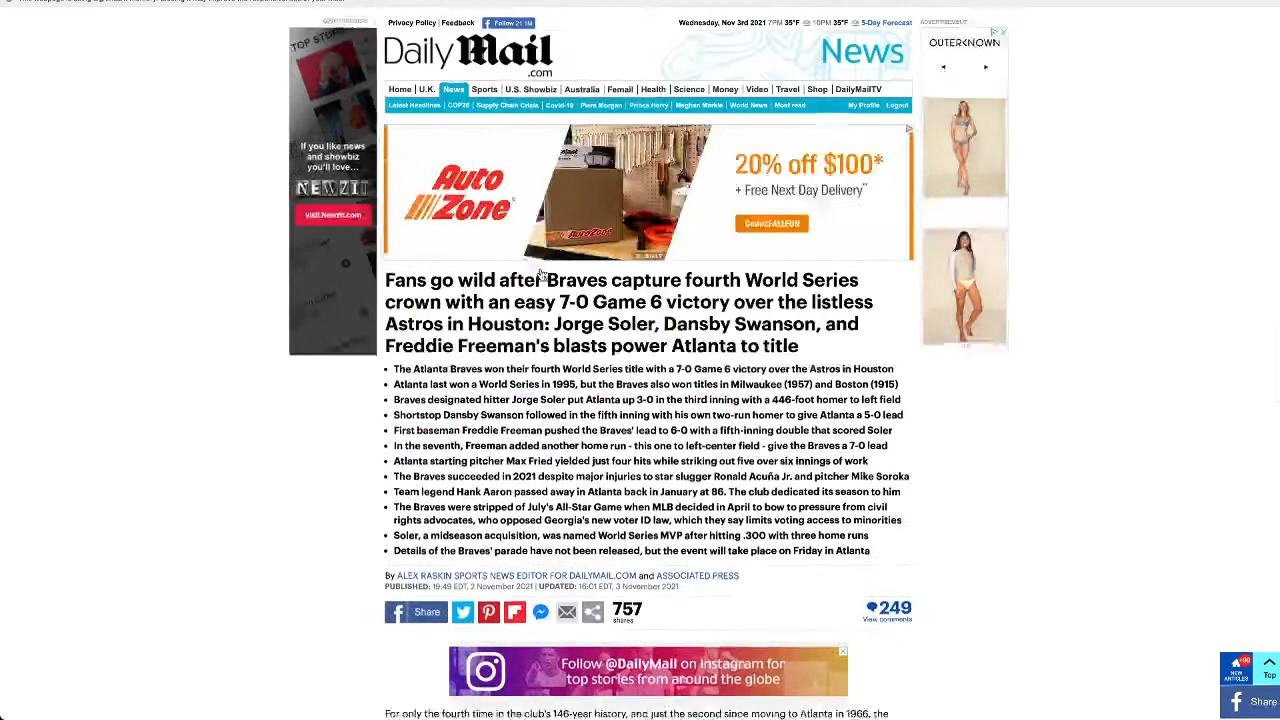 Privacy Policy | Feedback
Follow 21.1M
Wednesday, Nov 3rd 2021 7PM 35°F 10PM 35°F 5-Day Forecast
ADVERTISEMENT
DailyMail
.com
News
Home | U.K. | News | Sports | U.S. Showbiz | Australia | Femail | Health | Science | Money | Video | Travel | Shop | DailyMailTV
Latest Headlines | COP26 | Supply Chain Crisis | Covid-19 | Piers Morgan | Prince Harry | Meghan Markle | World News | Most read
My Profile | Logout
TOP STORIES
If you like news
and showbiz
you'll love...
NEWZIT
visit.Newzit.com
Auto
Zone
AutoZone
20% off $100*
+ Free Next Day Delivery**
Code:FALLFUN
OUTERKNOWN
Fans go wild after Braves capture fourth World Series
crown with an easy 7-0 Game 6 victory over the listless
Astros in Houston: Jorge Soler, Dansby Swanson, and
Freddie Freeman's blasts power Atlanta to title
• The Atlanta Braves won their fourth World Series title with a 7-0 Game 6 victory over the Astros in Houston
• Atlanta last won a World Series in 1995, but the Braves also won titles in Milwaukee (1957) and Boston (1915)
• Braves designated hitter Jorge Soler put Atlanta up 3-0 in the third inning with a 446-foot homer to left field
• Shortstop Dansby Swanson followed in the fifth inning with his own two-run homer to give Atlanta a 5-0 lead
• First baseman Freddie Freeman pushed the Braves' lead to 6-0 with a fifth-inning double that scored Soler
• In the seventh, Freeman added another home run - this one to left-center field - give the Braves a 7-0 lead
• Atlanta starting pitcher Max Fried yielded just four hits while striking out five over six innings of work
• The Braves succeeded in 2021 despite major injuries to star slugger Ronald Acuña Jr. and pitcher Mike Soroka
• Team legend Hank Aaron passed away in Atlanta back in January at 86. The club dedicated its season to him
• The Braves were stripped of July's All-Star Game when MLB decided in April to bow to pressure from civil
rights advocates, who opposed Georgia's new voter ID law, which they say limits voting access to minorities
• Soler, a midseason acquisition, was named World Series MVP after hitting .300 with three home runs
• Details of the Braves' parade have not been released, but the event will take place on Friday in Atlanta
By ALEX RASKIN SPORTS NEWS EDITOR FOR DAILYMAIL.COM and ASSOCIATED PRESS
PUBLISHED: 19:49 EDT, 2 November 2021 | UPDATED: 16:01 EDT, 3 November 2021
Share
757
shares
249
View comments
Follow @DailyMail on Instagram for
top stories from around the globe
+99
NEW
ARTICLES
Top
Share
For only the fourth time in the club's 146-year history, and just the second since moving to Atlanta in 1966, the